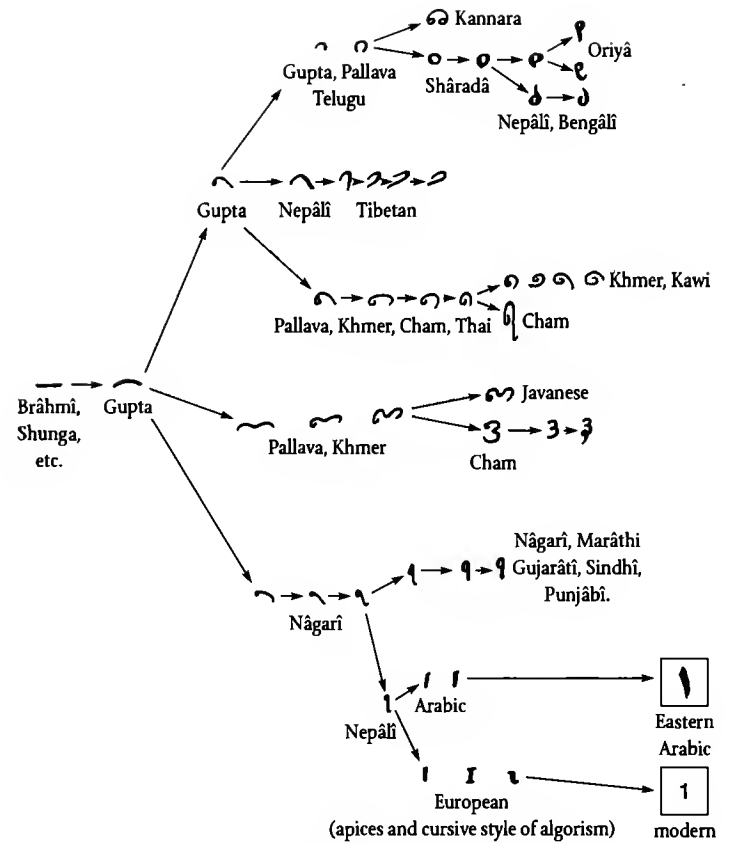 Kannara
Gupta, Pallava
Telugu
Shâradâ
Oriyâ
Nepâlî, Bengâlî
Gupta
Nepâlî
Tibetan
Khmer, Kawi
Pallava, Khmer, Cham, Thai
Cham
Brâhmî,
Shunga,
etc.
Gupta
Javanese
Pallava, Khmer
Cham
Nâgarî, Marâthi
Gujarâtî, Sindhî,
Punjâbî.
Nâgarî
Arabic
Nepâlî
Eastern
Arabic
1
European
(apices and cursive style of algorism)
modern